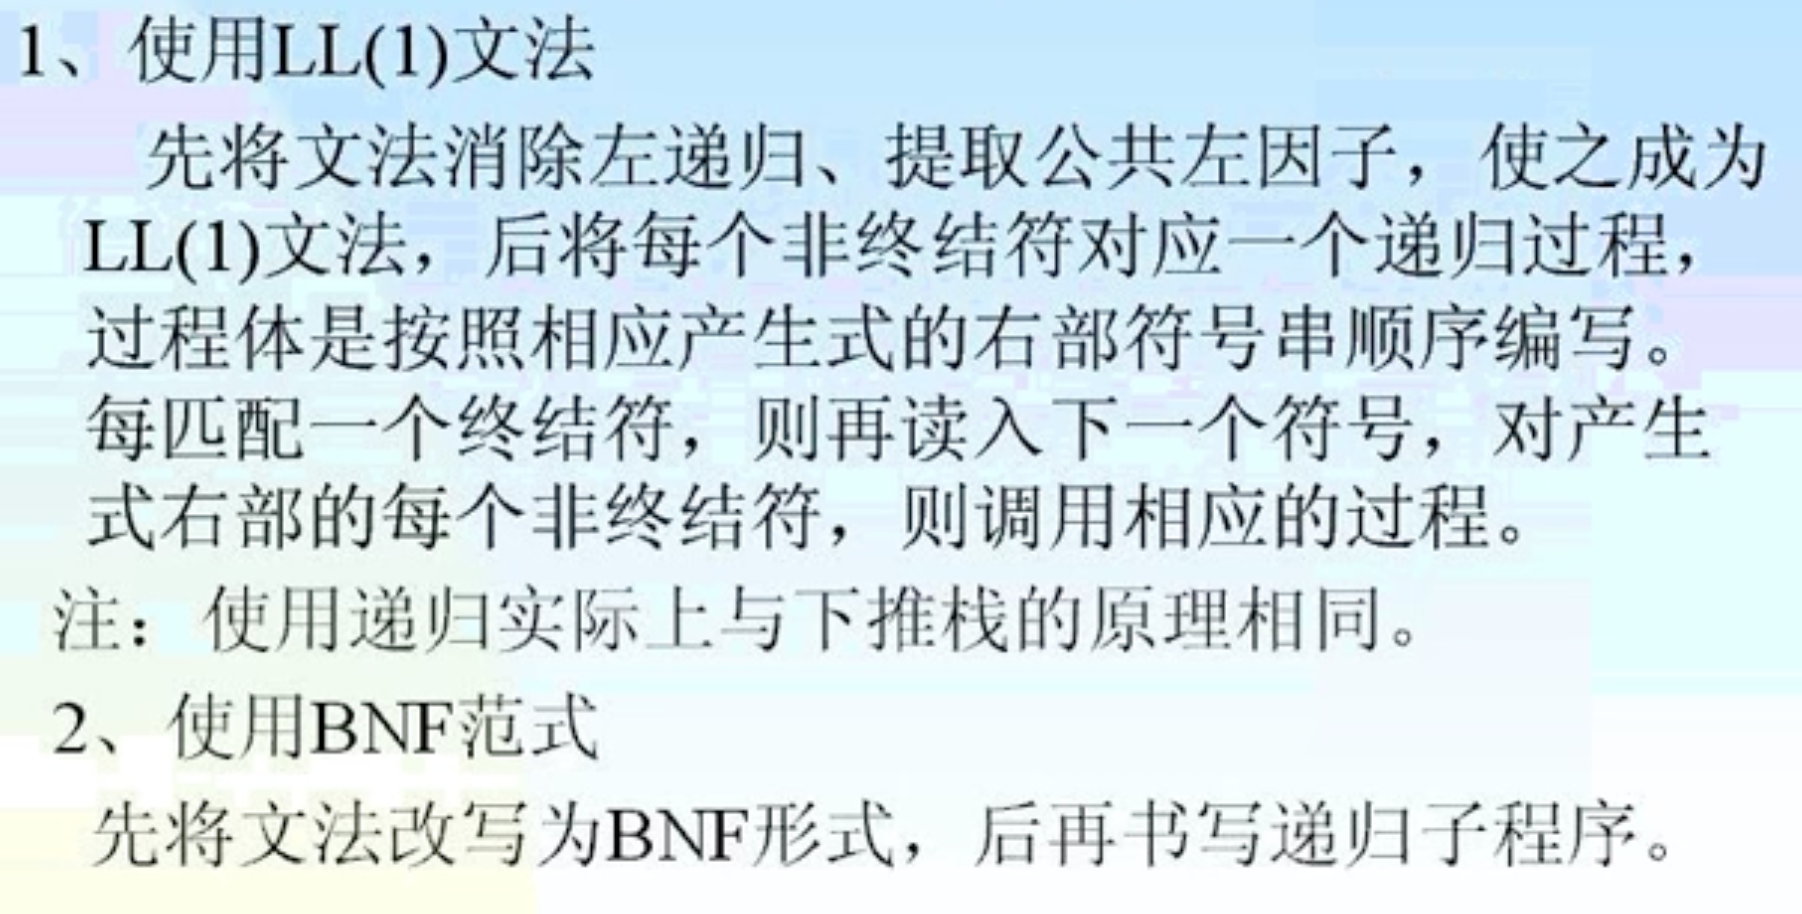 1、使用LL(1)文法
先将文法消除左递归、提取公共左因子，使之成为
LL(1)文法，后将每个非终结符对应一个递归过程，
过程体是按照相应产生式的右部符号串顺序编写。
每匹配一个终结符，则再读入下一个符号，对产生
式右部的每个非终结符，则调用相应的过程。
注：使用递归实际上与下推栈的原理相同。
2、使用BNF范式
先将文法改写为BNF形式，后再书写递归子程序。